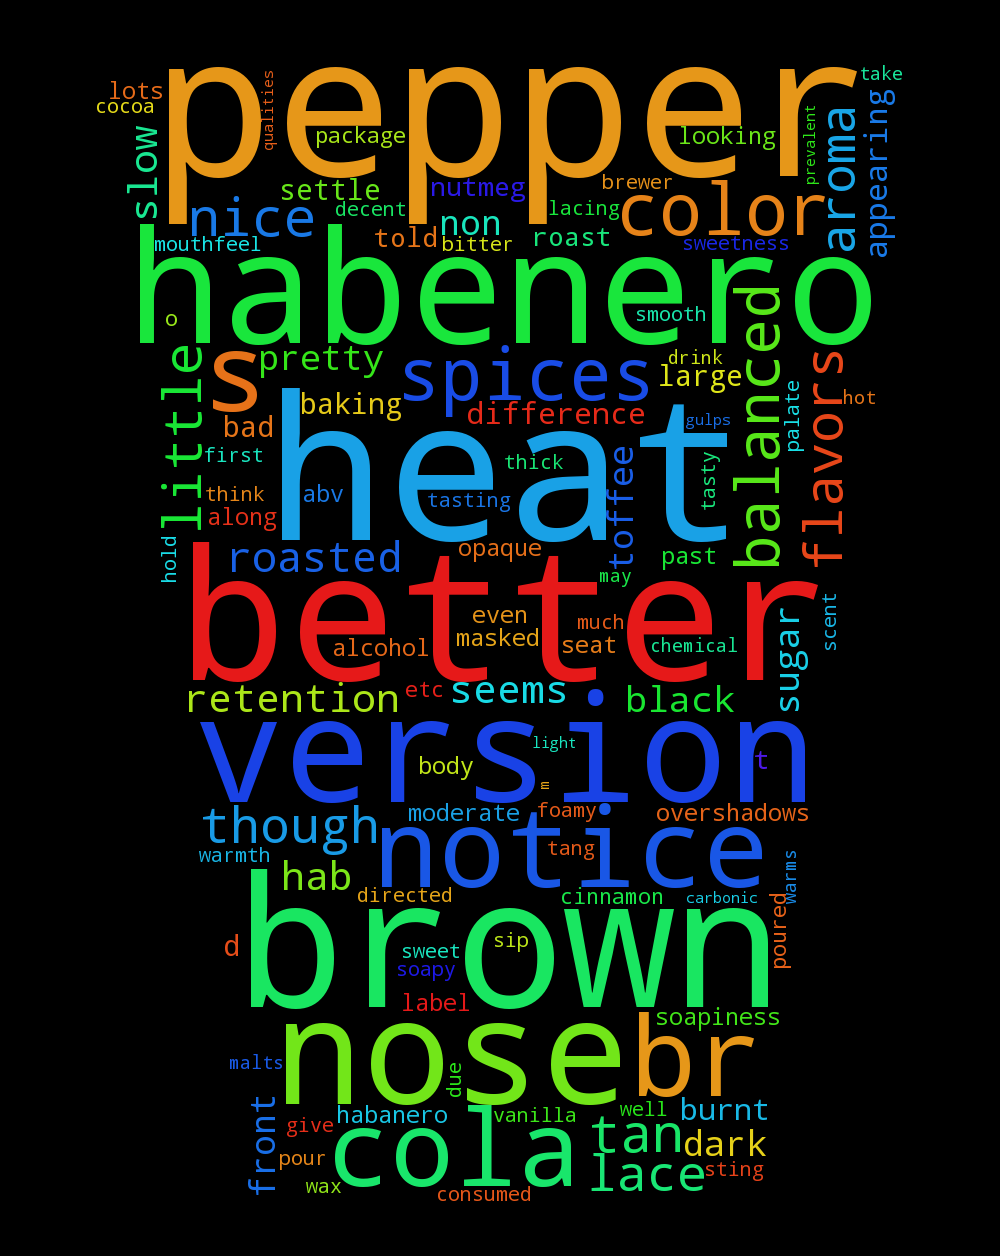 pepper
take
lots
cocoa
qualities
package
looking
prevalent
aroma
appearing
slow
settle
nutmeg
brewer
nice
decent
non
lacing
color
told
bitter
roast
sweetness
mouthfeel
habenero
o
smooth
balanced
little
s
pretty
spices
drink
large
flavors
hot
palate
baking
difference
gulps
bad
heat
first
thick
toffee
tasty
think
abv
tasting
along
hold
roasted
opaque
past
may
better
even
much
masked
seat
chemical
alcohol
sugar
scent
retention
etc
seems
black
version
light
t
body
m
though
moderate
foamy
overshadows
notice
warmth
tang
warms
hab
directed
cinnamon
carbonic
poured
brown
d
sip
sweet
soapy
label
soapiness
nose
br
malts
due
front
give
habanero
vanilla
well
burnt
cola
tan
dark
pour
lace
sting
wax
consumed